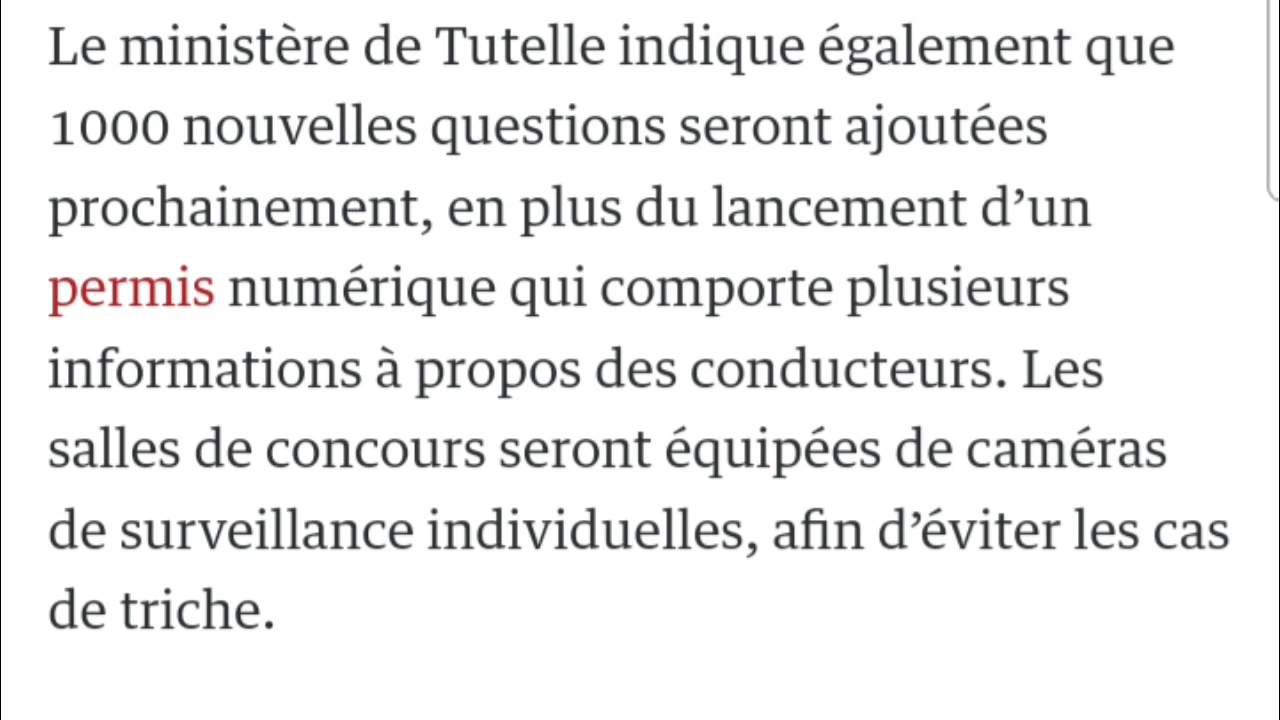 Le ministère de Tutelle indique également que
1000 nouvelles questions seront ajoutées
prochainement, en plus du lancement d’un
permis numérique qui comporte plusieurs
informations à propos des conducteurs. Les
salles de concours seront équipées de caméras
de surveillance individuelles, afin d’éviter les cas
de triche.